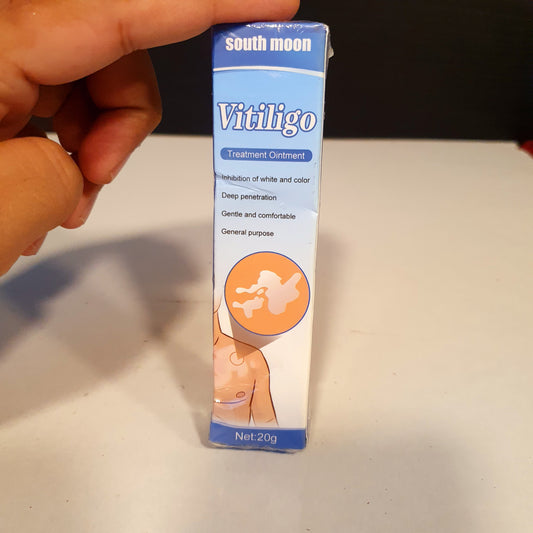 south moon
Vitiligo
Treatment Ointment
Inhibition of white and color
Deep penetration
Gentle and comfortable
General purpose
Net:20g